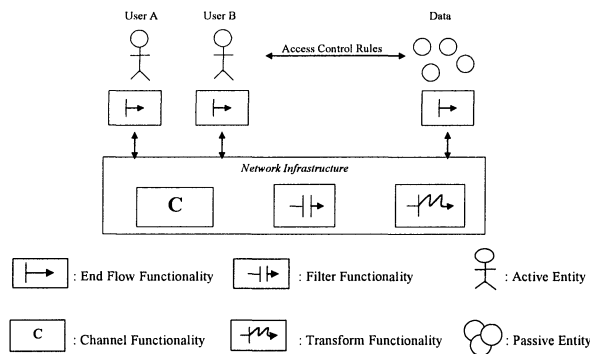 User A
User B
Data
Access Control Rules
Network Infrastructure
C
: End Flow Functionality
: Filter Functionality
: Active Entity
C
: Channel Functionality
: Transform Functionality
: Passive Entity